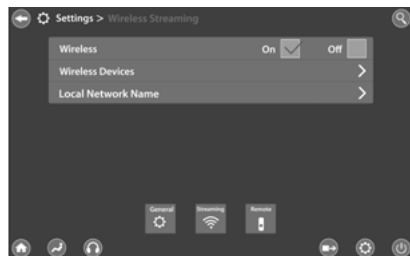 Settings > Wireless Streaming
Wireless On Off
Wireless Devices
Local Network Name
General Streaming Remote